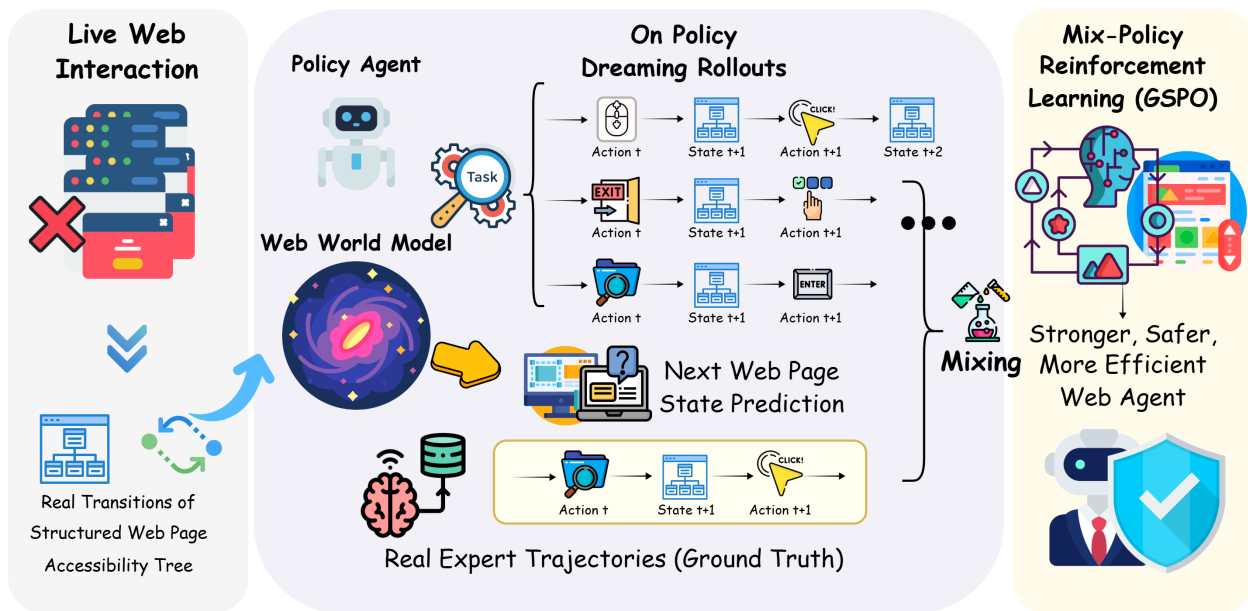 Live Web
Interaction
Real Transitions of
Structured Web Page
Accessibility Tree
Policy Agent
Task
Web World Model
On Policy
Dreaming Rollouts
Action t
State t+1
CLICK!
Action t+1
State t+2
EXIT
Action t
State t+1
Action t+1
Action t
State t+1
ENTER
Action t+1
?
Next Web Page
State Prediction
Action t
State t+1
CLICK!
Action t+1
Real Expert Trajectories (Ground Truth)
Mixing
Mix-Policy
Reinforcement
Learning (GSPO)
Stronger, Safer,
More Efficient
Web Agent